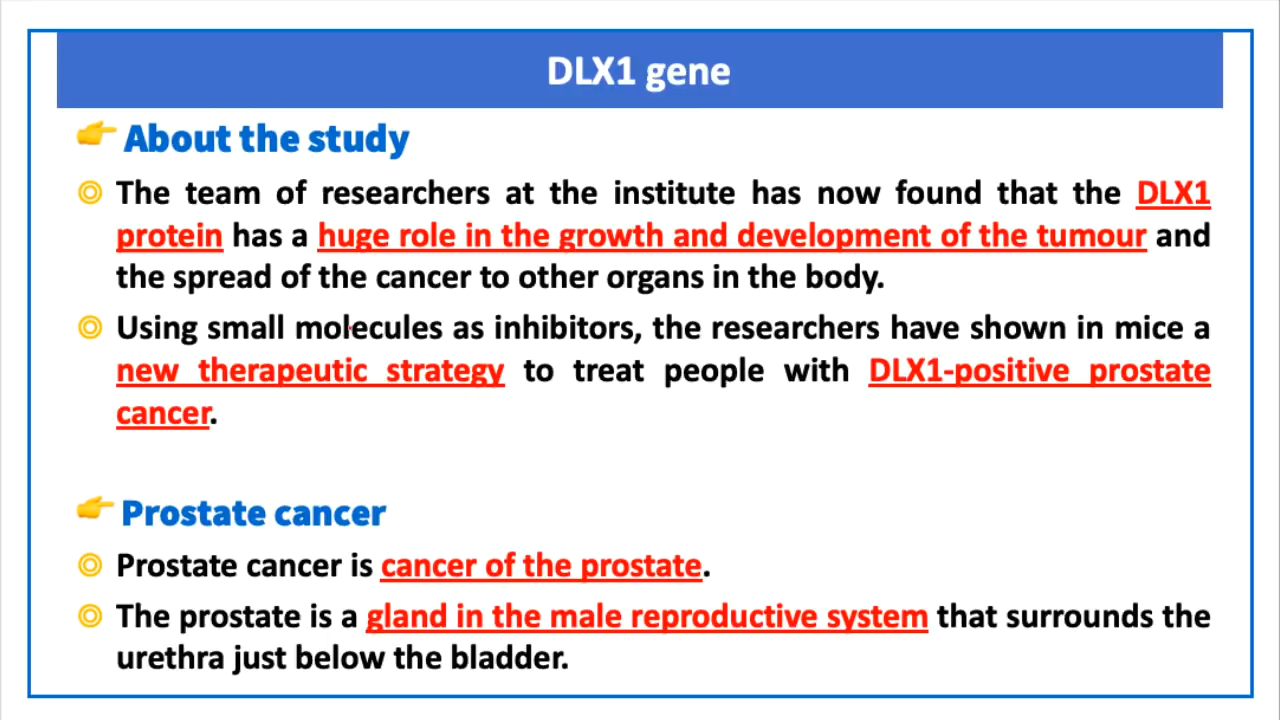 DLX1 gene
About the study
The team of researchers at the institute has now found that the DLX1
protein has a huge role in the growth and development of the tumour and
the spread of the cancer to other organs in the body.
Using small molecules as inhibitors, the researchers have shown in mice a
new therapeutic strategy to treat people with DLX1-positive prostate
cancer.
Prostate cancer
Prostate cancer is cancer of the prostate.
The prostate is a gland in the male reproductive system that surrounds the
urethra just below the bladder.